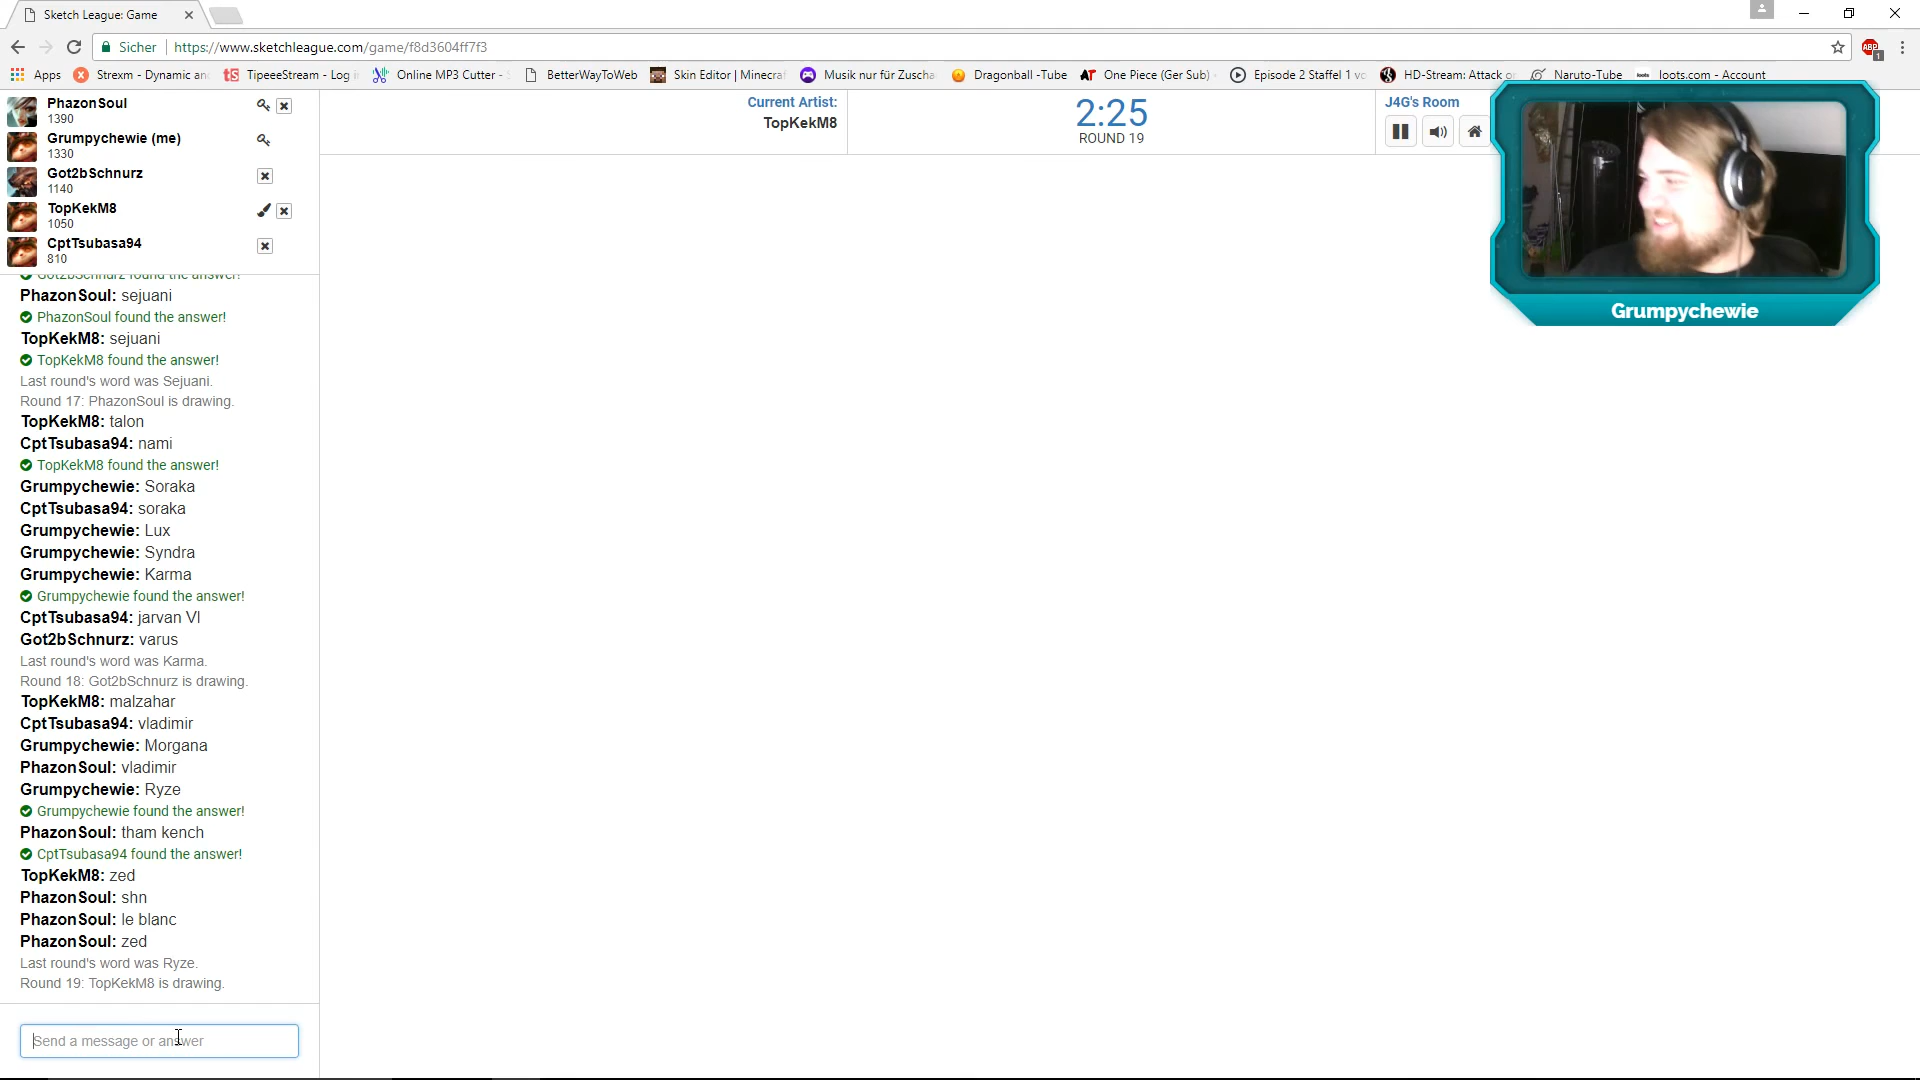 Sketch League: Game
Sicher https://www.sketchleague.com/game/f8d3604ff7f3
ABP 1
Apps Strexm - Dynamic an TipeeeStream - Log i Online MP3 Cutter - BetterWayToWeb Skin Editor | Minecraf Musik nur für Zuscha Dragonball -Tube One Piece (Ger Sub) Episode 2 Staffel 1 vo HD-Stream: Attack o Naruto-Tube loots.com - Account
PhazonSoul
1390
Grumpychewie (me)
1330
Got2bSchnurz
1140
TopKekM8
1050
CptTsubasa94
810
Current Artist:
TopKekM8
2:25
ROUND 19
J4G's Room
Grumpychewie
Got2bSchnurz found the answer!
PhazonSoul: sejuani
PhazonSoul found the answer!
TopKekM8: sejuani
TopKekM8 found the answer!
Last round's word was Sejuani.
Round 17: PhazonSoul is drawing.
TopKekM8: talon
CptTsubasa94: nami
TopKekM8 found the answer!
Grumpychewie: Soraka
CptTsubasa94: soraka
Grumpychewie: Lux
Grumpychewie: Syndra
Grumpychewie: Karma
Grumpychewie found the answer!
CptTsubasa94: jarvan VI
Got2bSchnurz: varus
Last round's word was Karma.
Round 18: Got2bSchnurz is drawing.
TopKekM8: malzahar
CptTsubasa94: vladimir
Grumpychewie: Morgana
PhazonSoul: vladimir
Grumpychewie: Ryze
Grumpychewie found the answer!
PhazonSoul: tham kench
CptTsubasa94 found the answer!
TopKekM8: zed
PhazonSoul: shn
PhazonSoul: le blanc
PhazonSoul: zed
Last round's word was Ryze.
Round 19: TopKekM8 is drawing.
Send a message or answer